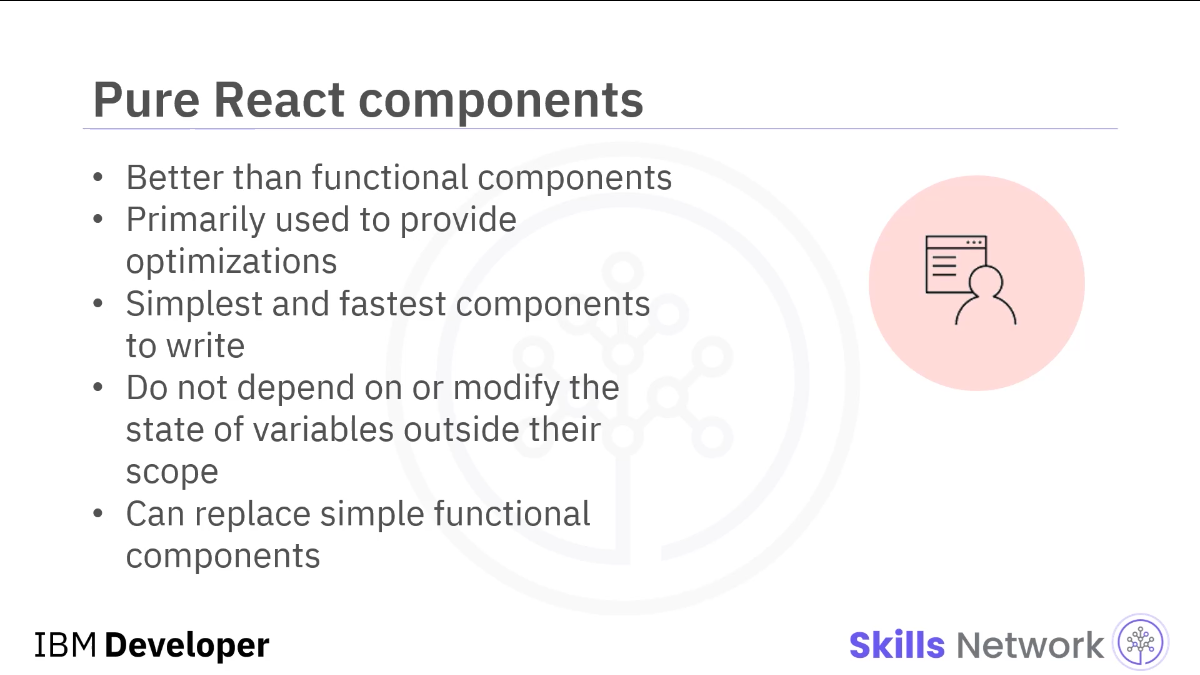 Pure React components
• Better than functional components
• Primarily used to provide
optimizations
• Simplest and fastest components
to write
• Do not depend on or modify the
state of variables outside their
scope
• Can replace simple functional
components
IBM Developer
Skills Network